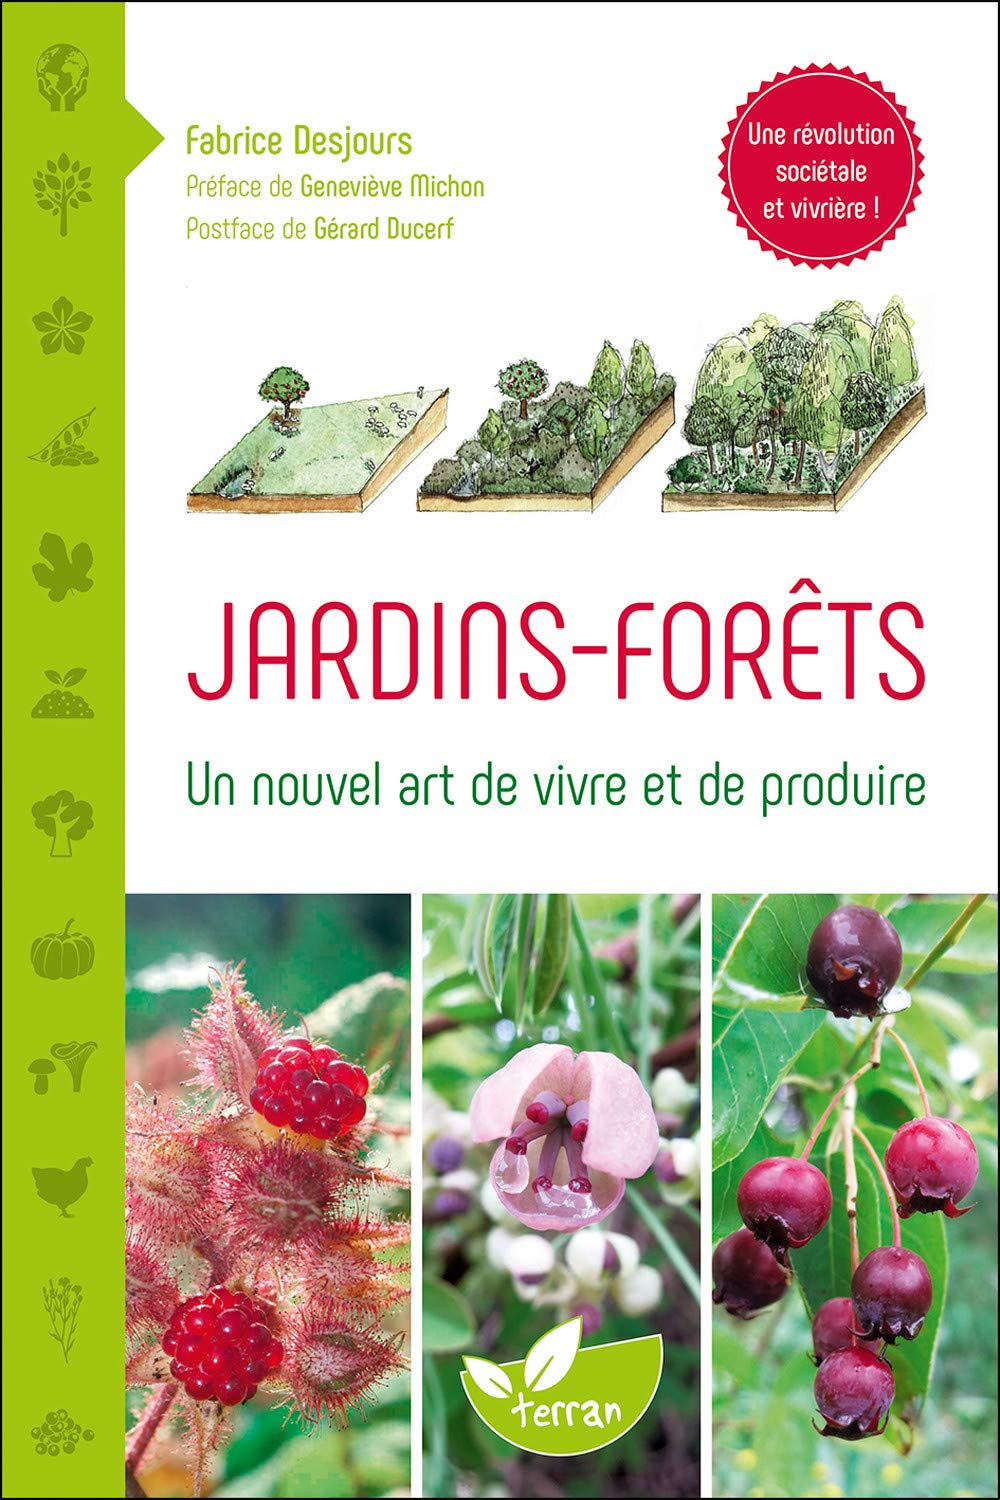 Fabrice Desjours
Préface de Geneviève Michon
Postface de Gérard Ducerf
Une révolution
sociétale
et vivrière !
JARDINS-FORÊTS
Un nouvel art de vivre et de produire
terran